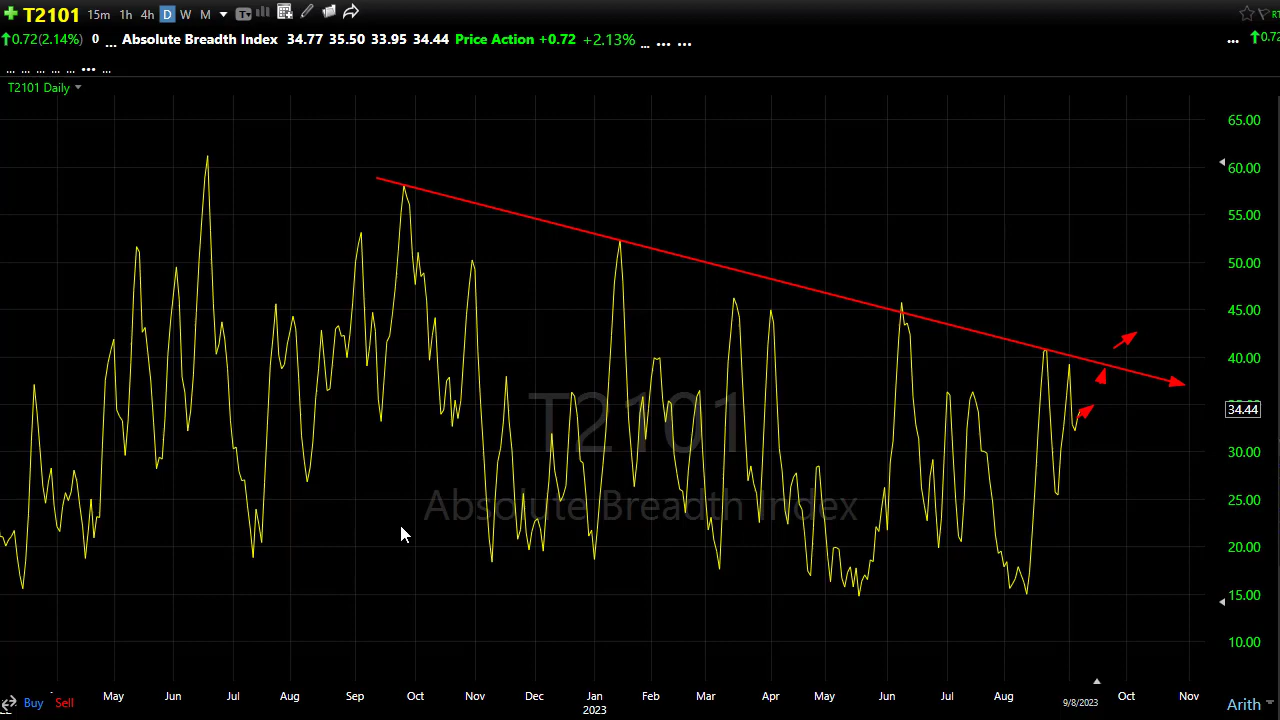 T2101 15m 1h 4h D W M T
0.72(2.14%) 0 ... Absolute Breadth Index 34.77 35.50 33.95 34.44 Price Action +0.72 +2.13% ... ... ... ... 0.72
... ... ... ... ... ... ...
T2101 Daily
65.00
60.00
55.00
50.00
45.00
40.00
34.44
30.00
25.00
20.00
15.00
10.00
T2101
Absolute Breadth Index
May Jun Jul Aug Sep Oct Nov Dec Jan Feb Mar Apr May Jun Jul Aug 9/8/2023 Oct Nov
2023
Buy Sell
Arith